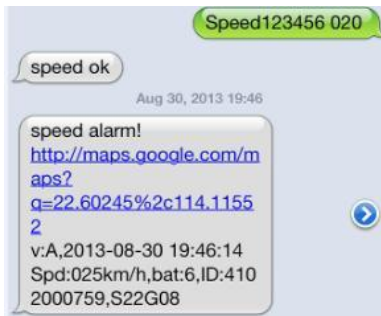 Speed123456 020
speed ok
Aug 30, 2013 19:46
speed alarm!
http://maps.google.com/m
aps?
q=22.60245%2c114.1155
2
v:A,2013-08-30 19:46:14
Spd:025km/h,bat:6,ID:410
2000759,S22G08